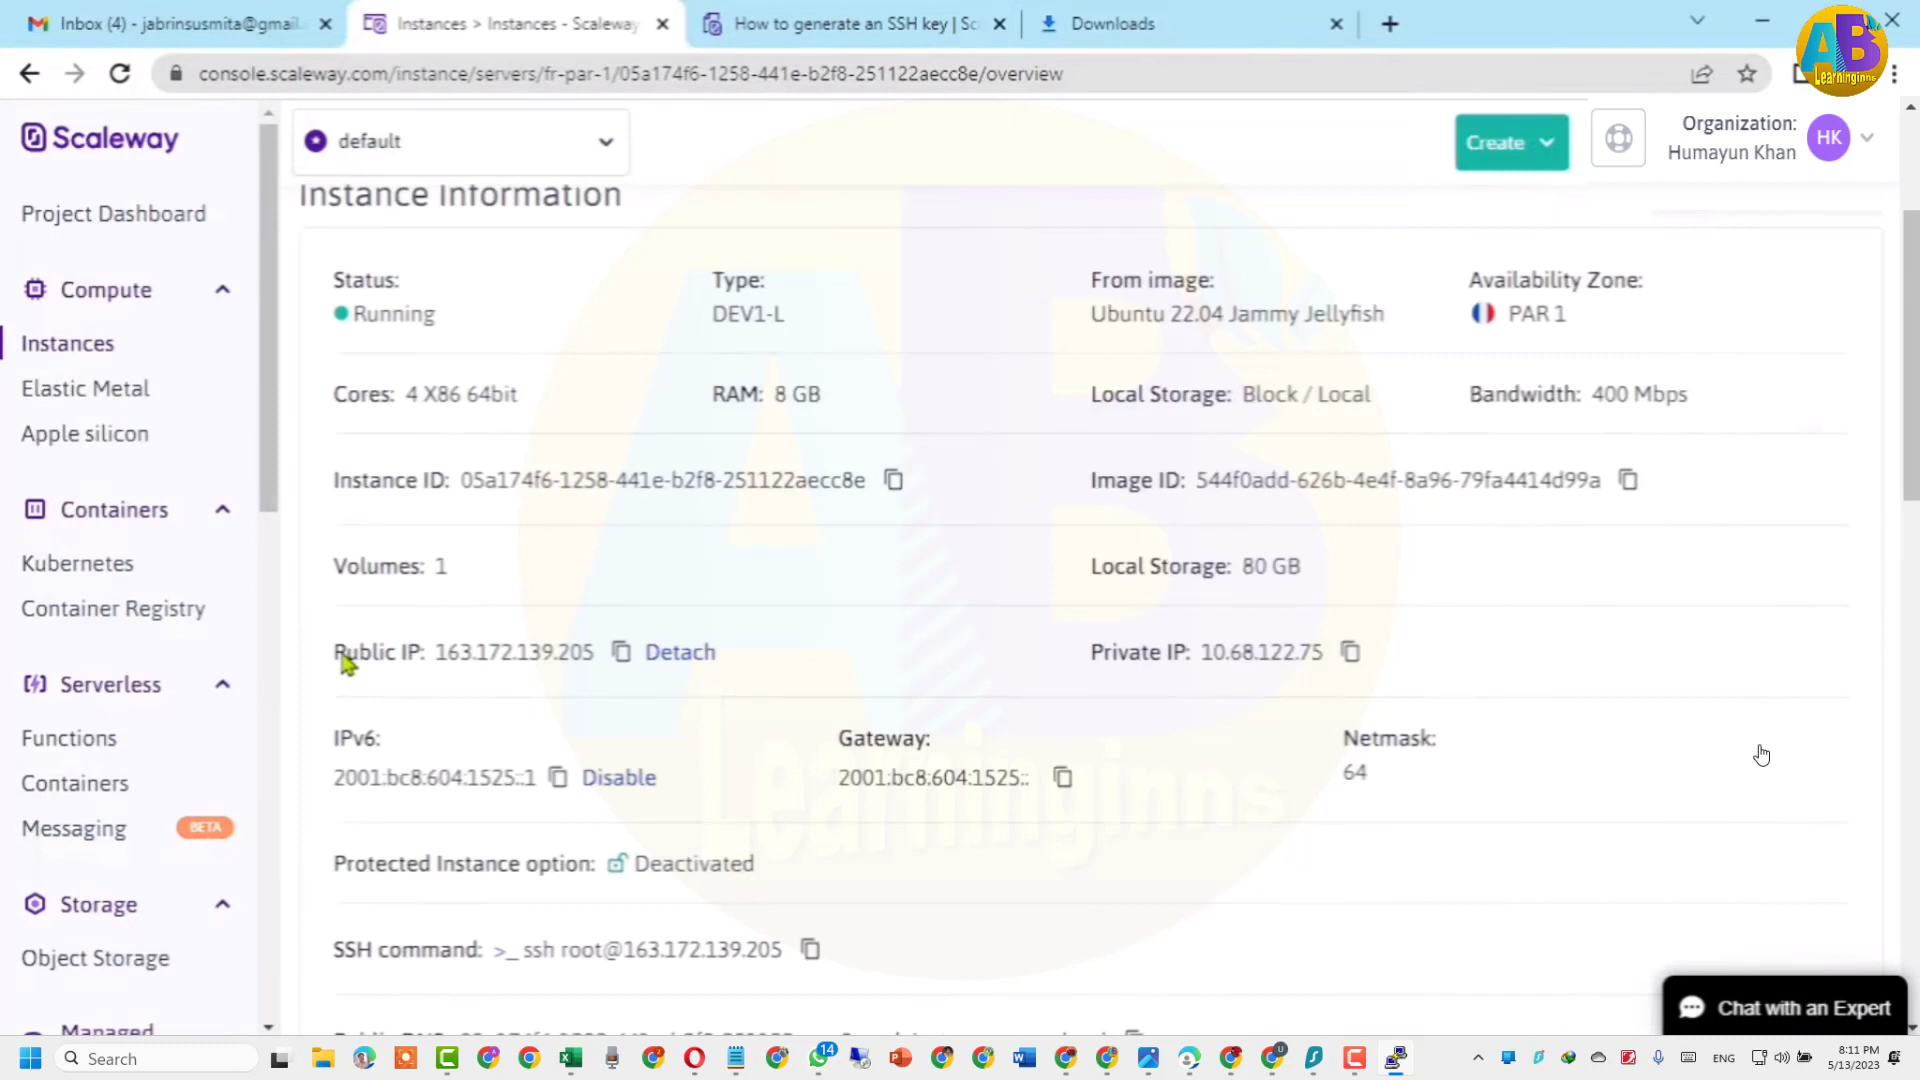 Inbox (4) - jabrinsusmita@gmail.
Instances > Instances - Scaleway
How to generate an SSH key | Sc
Downloads
console.scaleway.com/instance/servers/fr-par-1/05a174f6-1258-441e-b2f8-251122aecc8e/overview
AB
Learninginns
Scaleway
default
Create
Organization:
Humayun Khan
HK
Project Dashboard
Compute
Instances
Elastic Metal
Apple silicon
Containers
Kubernetes
Container Registry
Serverless
Functions
Containers
Messaging
BETA
Storage
Object Storage
Managed
Instance Information
Status:
Running
Type:
DEV1-L
From image:
Ubuntu 22.04 Jammy Jellyfish
Availability Zone:
PAR 1
Cores: 4 X86 64bit
RAM: 8 GB
Local Storage: Block / Local
Bandwidth: 400 Mbps
Instance ID: 05a174f6-1258-441e-b2f8-251122aecc8e
Image ID: 544f0add-626b-4e4f-8a96-79fa4414d99a
Volumes: 1
Local Storage: 80 GB
Public IP: 163.172.139.205
Detach
Private IP: 10.68.122.75
IPv6:
2001:bc8:604:1525::1
Disable
Gateway:
2001:bc8:604:1525::
Netmask:
64
Protected Instance option: Deactivated
SSH command: >_ ssh root@163.172.139.205
AB
Learninginns
Chat with an Expert
Search
14
U
ENG
8:11 PM
5/13/2023